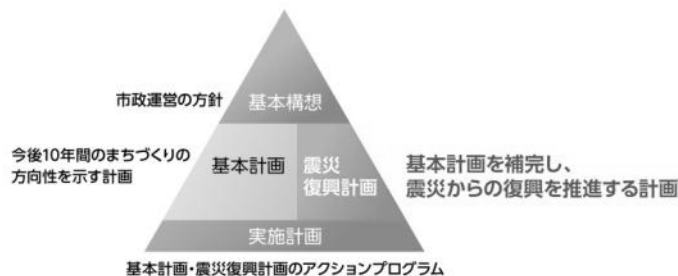 市政運営の方針
基本構想
今後10年間のまちづくりの
方向性を示す計画
基本計画
震災
復興計画
基本計画を補完し、
震災からの復興を推進する計画
実施計画
基本計画・震災復興計画のアクションプログラム